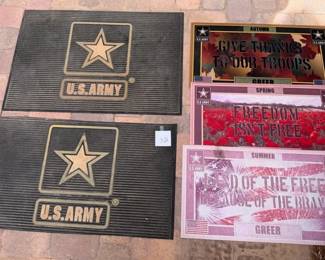 U.S.ARMY ®
U.S.ARMY ®
AUTUMN
GIVE THANKS
TO OUR TROOPS
GREER
SPRING
FREEDOM
ISN'T FREE
GREER
SUMMER
OF THE FREE
OF THE
GREER